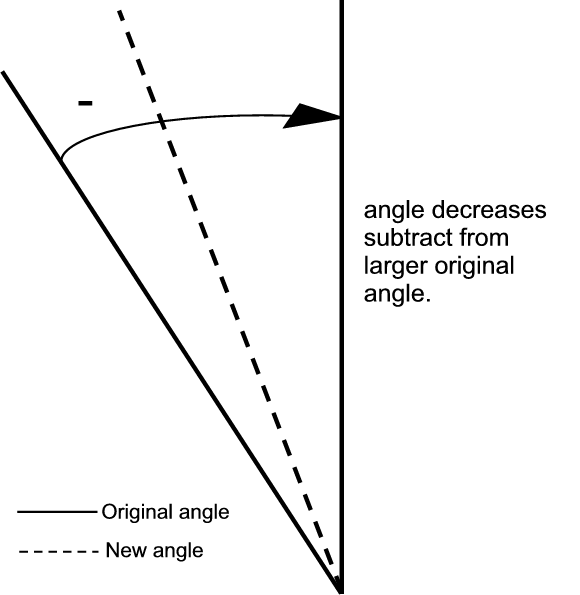 -
angle decreases
subtract from
larger original
angle.
Original angle
New angle